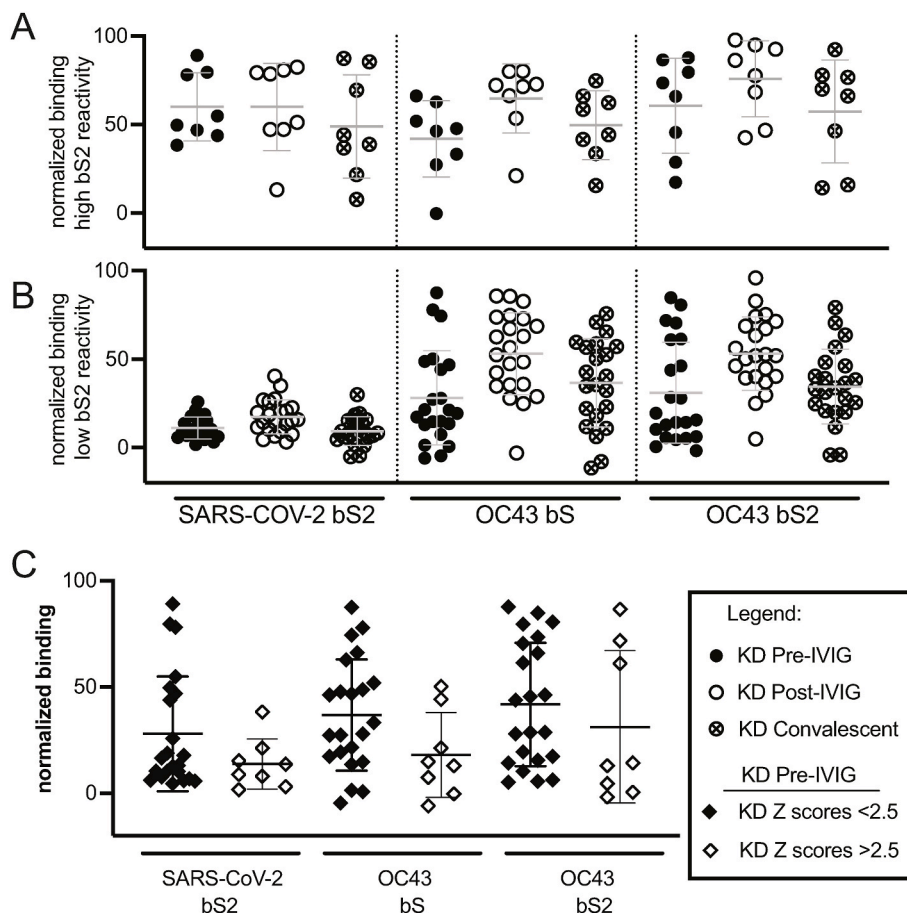 A
normalized binding
high bS2 reactivity
100
50
0
B
normalized binding
low bS2 reactivity
100
50
0
SARS-COV-2 bS2
OC43 bS
OC43 bS2
C
normalized binding
100
50
0
SARS-CoV-2
bS2
OC43
bS
OC43
bS2
Legend:
KD Pre-IVIG
KD Post-IVIG
KD Convalescent
KD Pre-IVIG
KD Z scores <2.5
KD Z scores >2.5